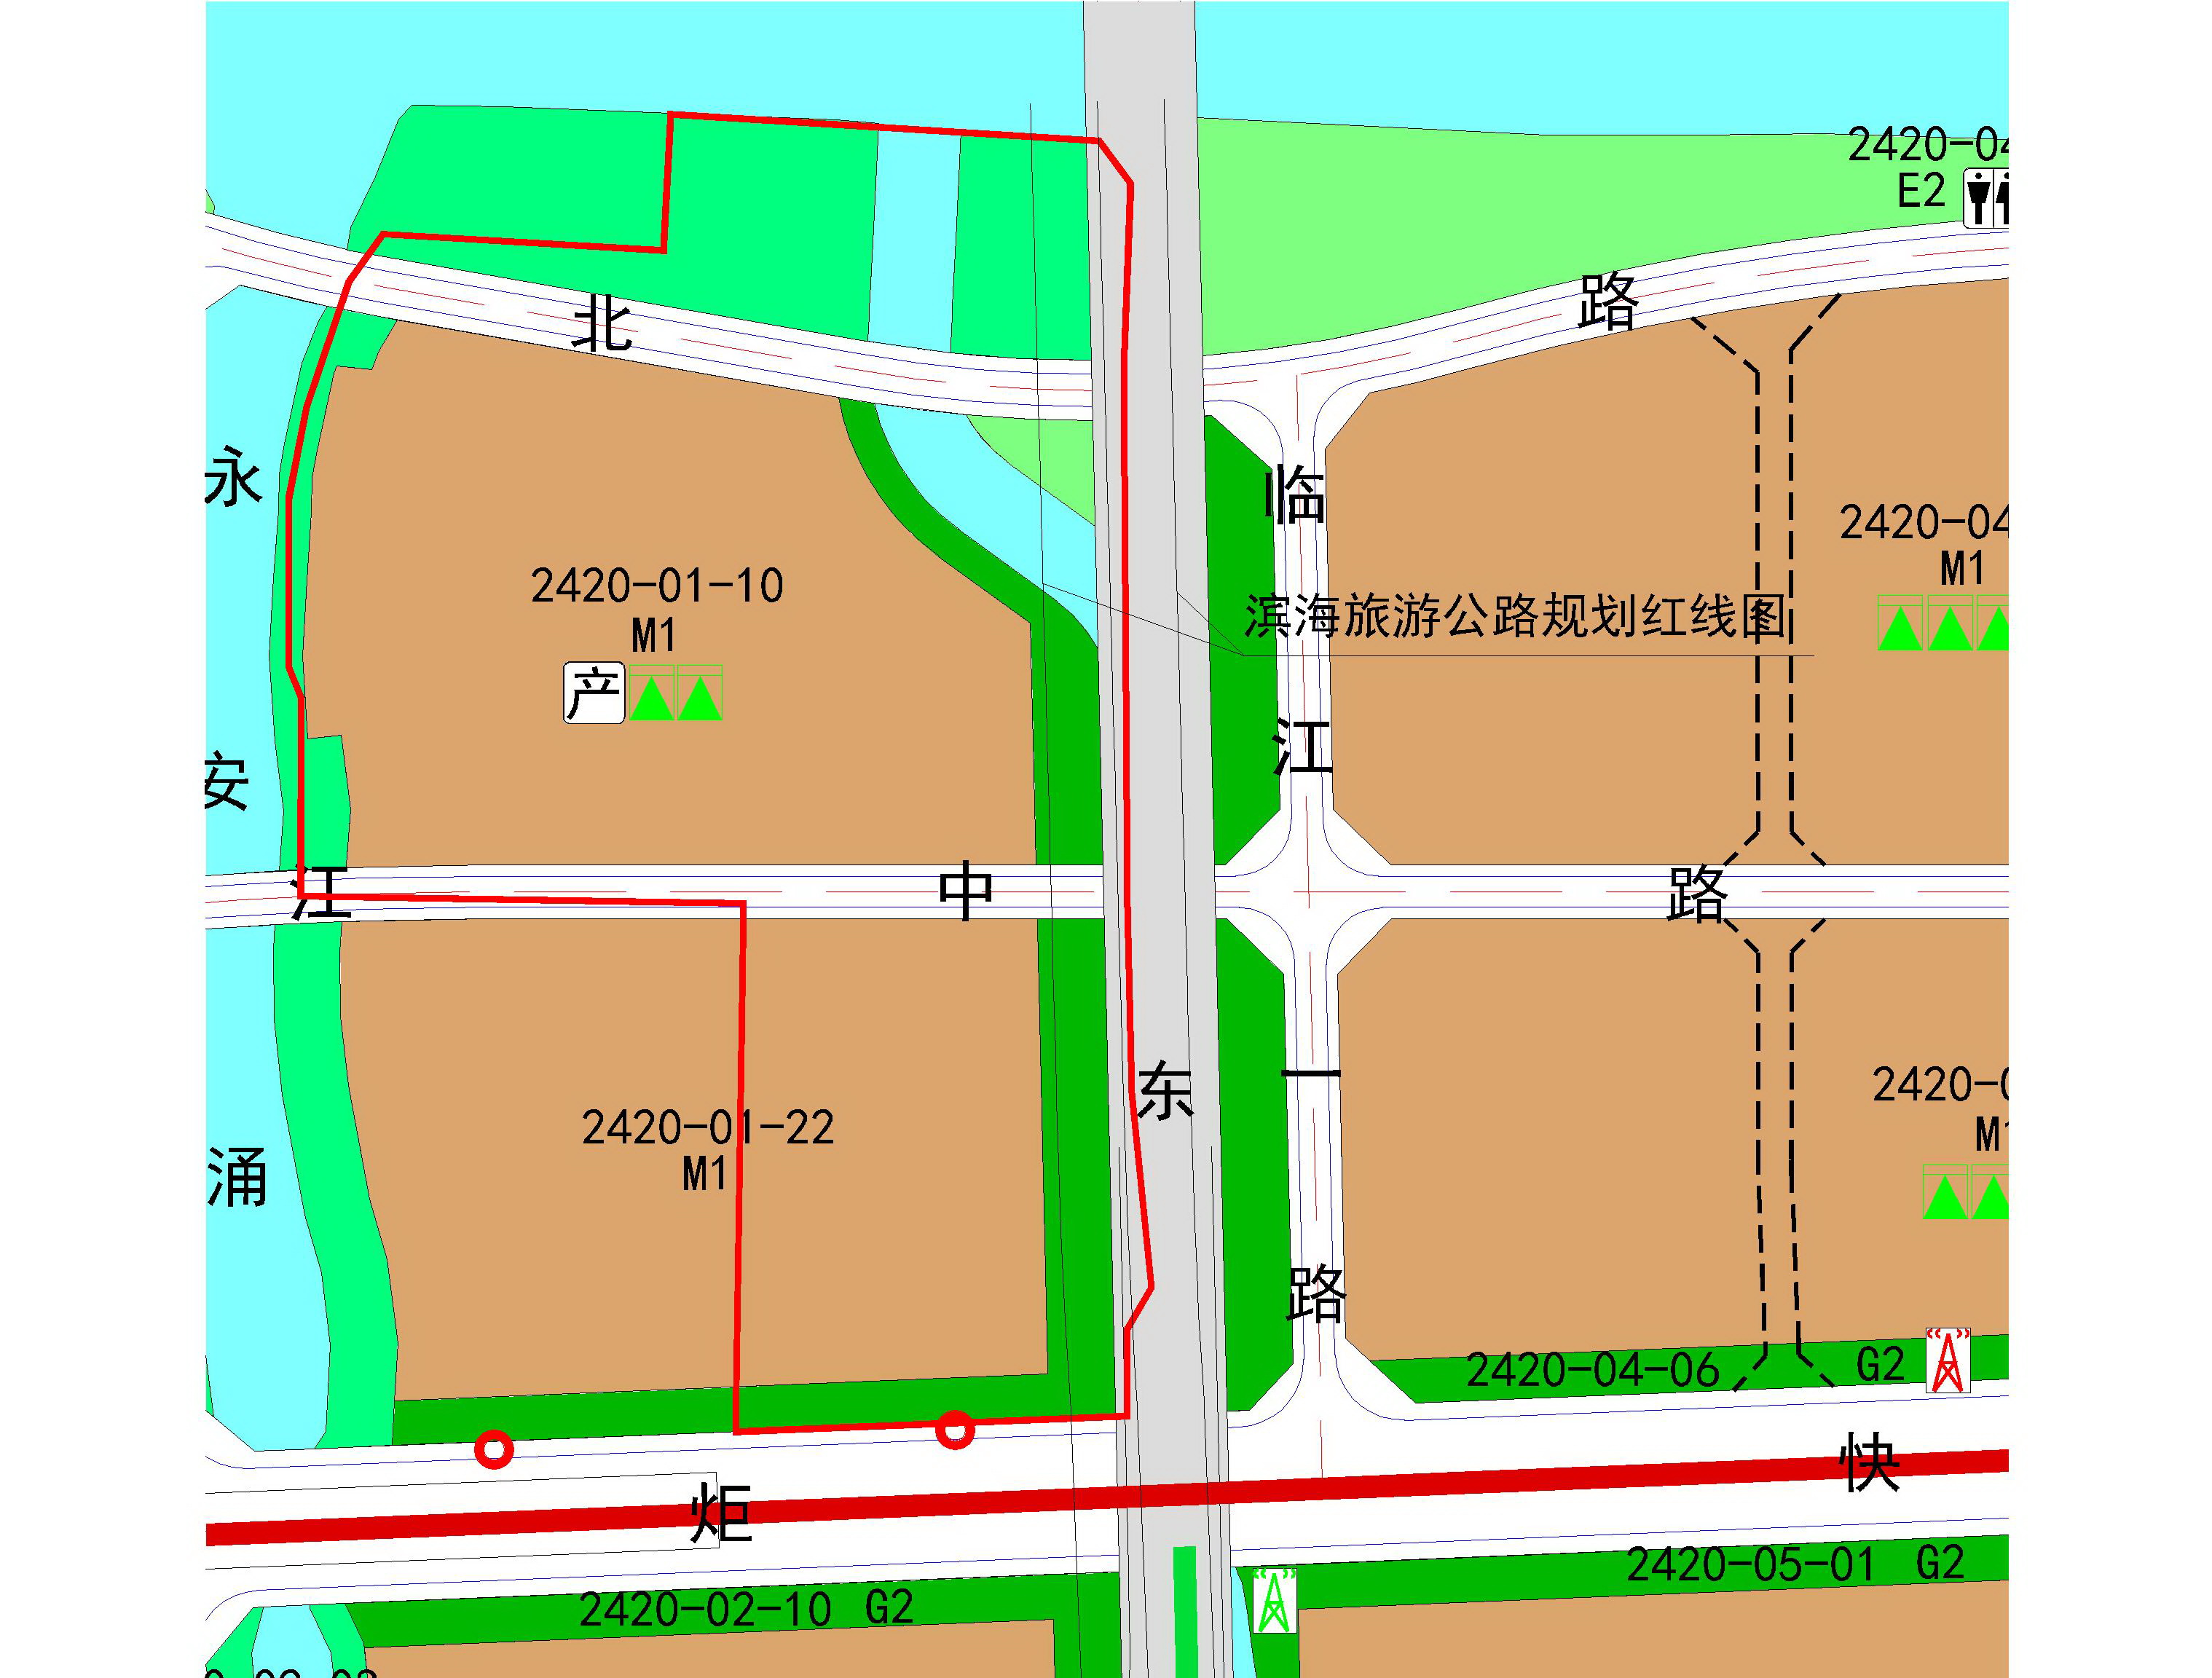 2420-04
E2
北
路
永
临
2420-04
M1
2420-01-10
M1
产
滨海旅游公路规划红线图
江
安
江
中
路
东
一
2420-0
M1
2420-01-22
M1
涌
路
2420-04-06 G2
快
炬
2420-05-01 G2
2420-02-10 G2